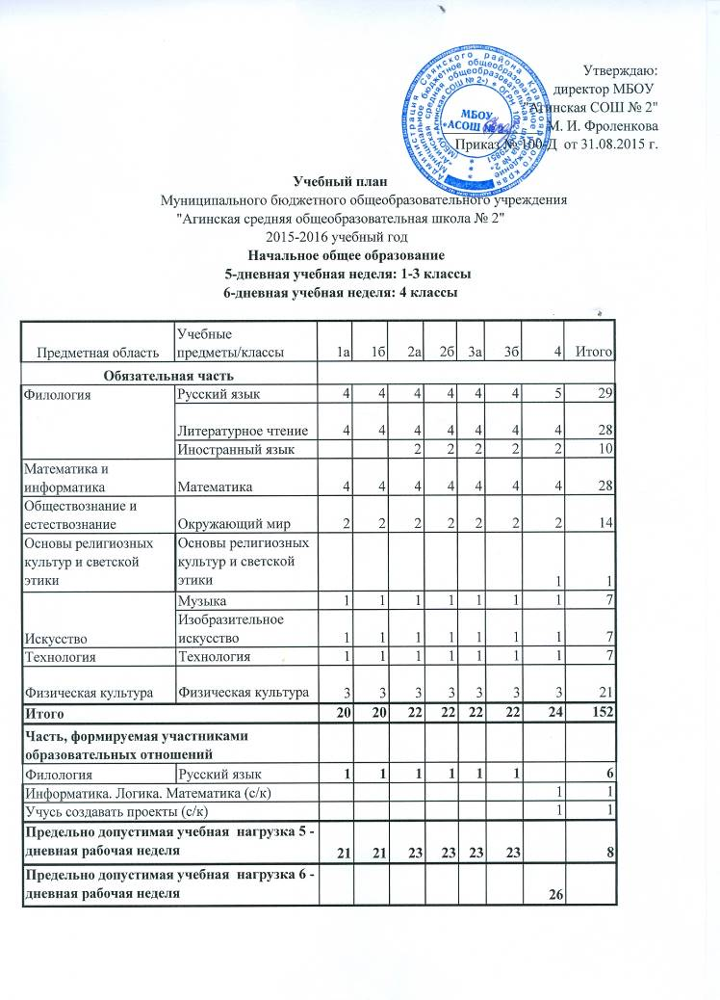 Утверждаю:
директор МБОУ
"Агинская СОШ № 2"
М. И. Фроленкова
Приказ № 100-Д от 31.08.2015 г.
МБОУ
«АСОШ № 2»
Учебный план
Муниципального бюджетного общеобразовательного учреждения
"Агинская средняя общеобразовательная школа № 2"
2015-2016 учебный год
Начальное общее образование
5-дневная учебная неделя: 1-3 классы
6-дневная учебная неделя: 4 классы
Предметная область Учебные предметы/классы 1а 1б 2а 2б 3а 3б 4 Итого
Обязательная часть
Филология Русский язык 4 4 4 4 4 4 5 29
Литературное чтение 4 4 4 4 4 4 4 28
Иностранный язык 2 2 2 2 2 10
Математика и информатика Математика 4 4 4 4 4 4 4 28
Обществознание и естествознание Окружающий мир 2 2 2 2 2 2 2 14
Основы религиозных культур и светской этики Основы религиозных культур и светской этики 1 1
Искусство Музыка 1 1 1 1 1 1 1 7
Изобразительное искусство 1 1 1 1 1 1 1 7
Технология Технология 1 1 1 1 1 1 1 7
Физическая культура Физическая культура 3 3 3 3 3 3 3 21
Итого 20 20 22 22 22 22 24 152
Часть, формируемая участниками образовательных отношений
Филология Русский язык 1 1 1 1 1 1 6
Информатика. Логика. Математика (с/к) 1 1
Учусь создавать проекты (с/к) 1 1
Предельно допустимая учебная нагрузка 5 - дневная рабочая неделя 21 21 23 23 23 23 8
Предельно допустимая учебная нагрузка 6 - дневная рабочая неделя 26